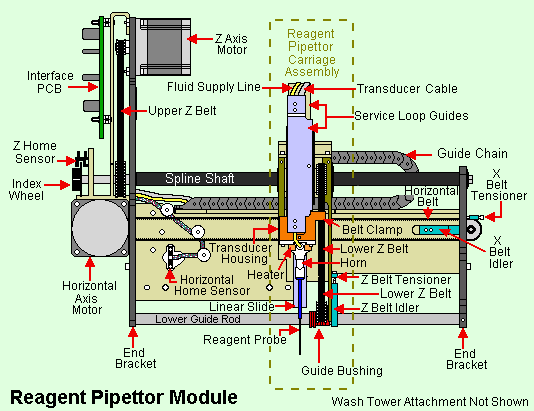 Reagent
Pipettor
Carriage
Assembly
Z Axis
Motor
Interface
PCB
Fluid Supply Line
Transducer Cable
Upper Z Belt
Service Loop Guides
Z Home
Sensor
Guide Chain
Index
Wheel
Spline Shaft
Horizontal
Belt
X
Belt
Tensioner
Belt Clamp
Transducer
Housing
Lower Z Belt
X
Belt
Idler
Heater
Horn
Horizontal
Home Sensor
Z Belt Tensioner
Horizontal
Axis
Motor
Linear Slide
Lower Z Belt
Z Belt Idler
Lower Guide Rod
Reagent Probe
End
Bracket
Guide Bushing
End
Bracket
Reagent Pipettor Module
Wash Tower Attachment Not Shown